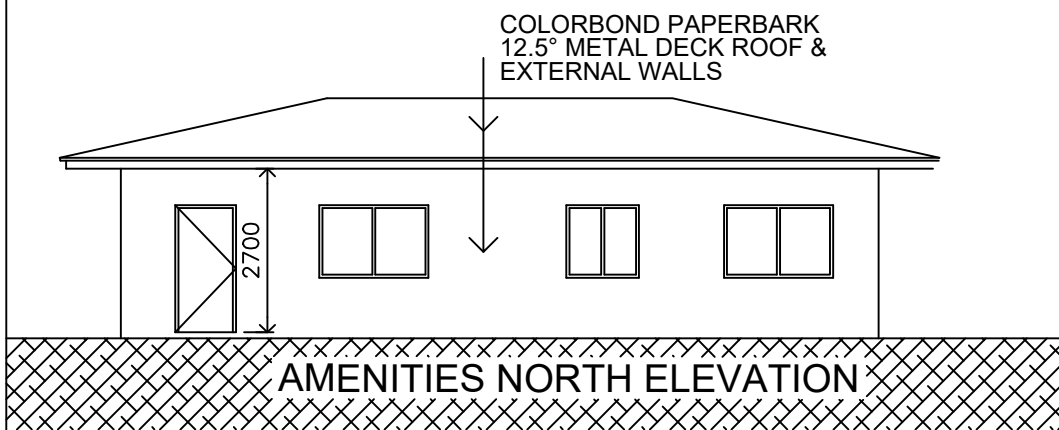 COLORBOND PAPERBARK
12.5° METAL DECK ROOF &
EXTERNAL WALLS
2700
AMENITIES NORTH ELEVATION